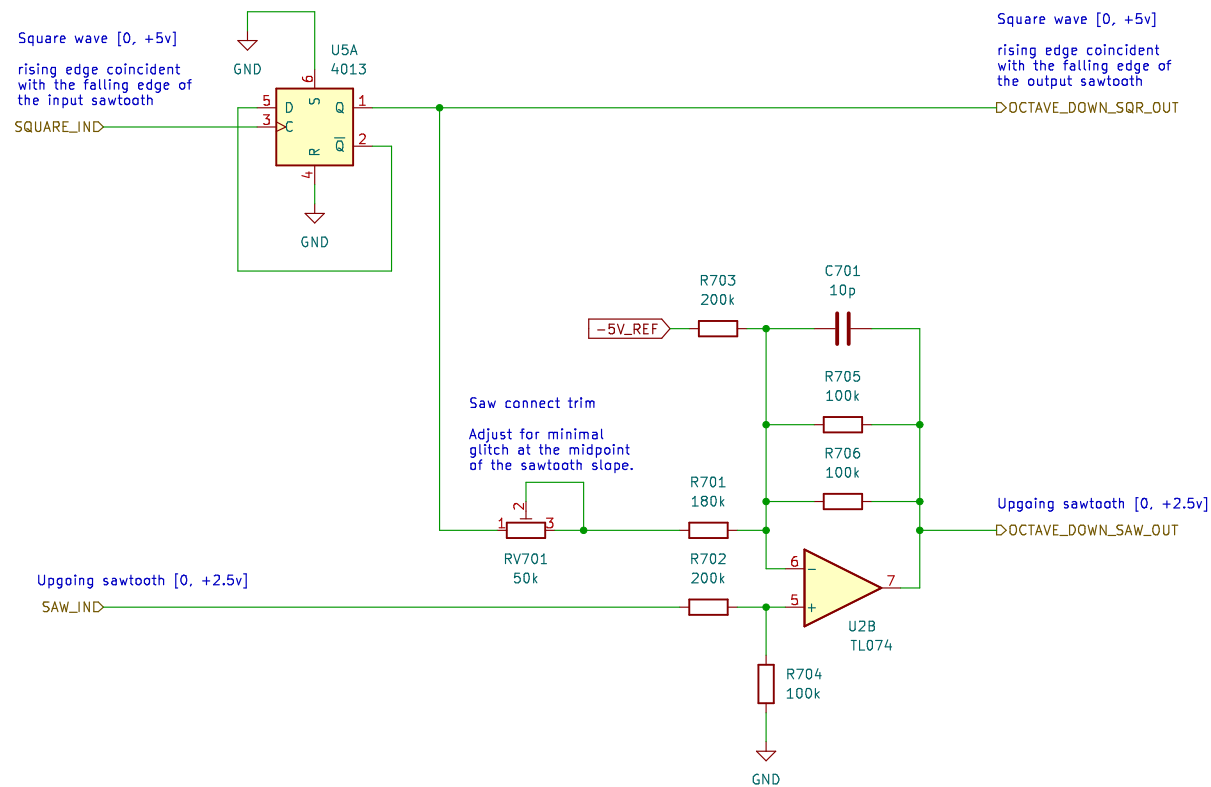 Square wave [0, +5v]
rising edge coincident
with the falling edge of
the input sawtooth
SQUARE_IN
GND
U5A
4013
6
S
5
D
Q
1
3
C
2
Q
R
4
GND
Square wave [0, +5v]
rising edge coincident
with the falling edge of
the output sawtooth
OCTAVE_DOWN_SQR_OUT
R703
200k
-5V_REF
C701
10p
R705
100k
R706
100k
Saw connect trim
Adjust for minimal
glitch at the midpoint
of the sawtooth slope.
2
1
3
RV701
50k
R701
180k
R702
200k
Upgoing sawtooth [0, +2.5v]
SAW_IN
6
-
5
+
7
U2B
TL074
R704
100k
GND
Upgoing sawtooth [0, +2.5v]
OCTAVE_DOWN_SAW_OUT